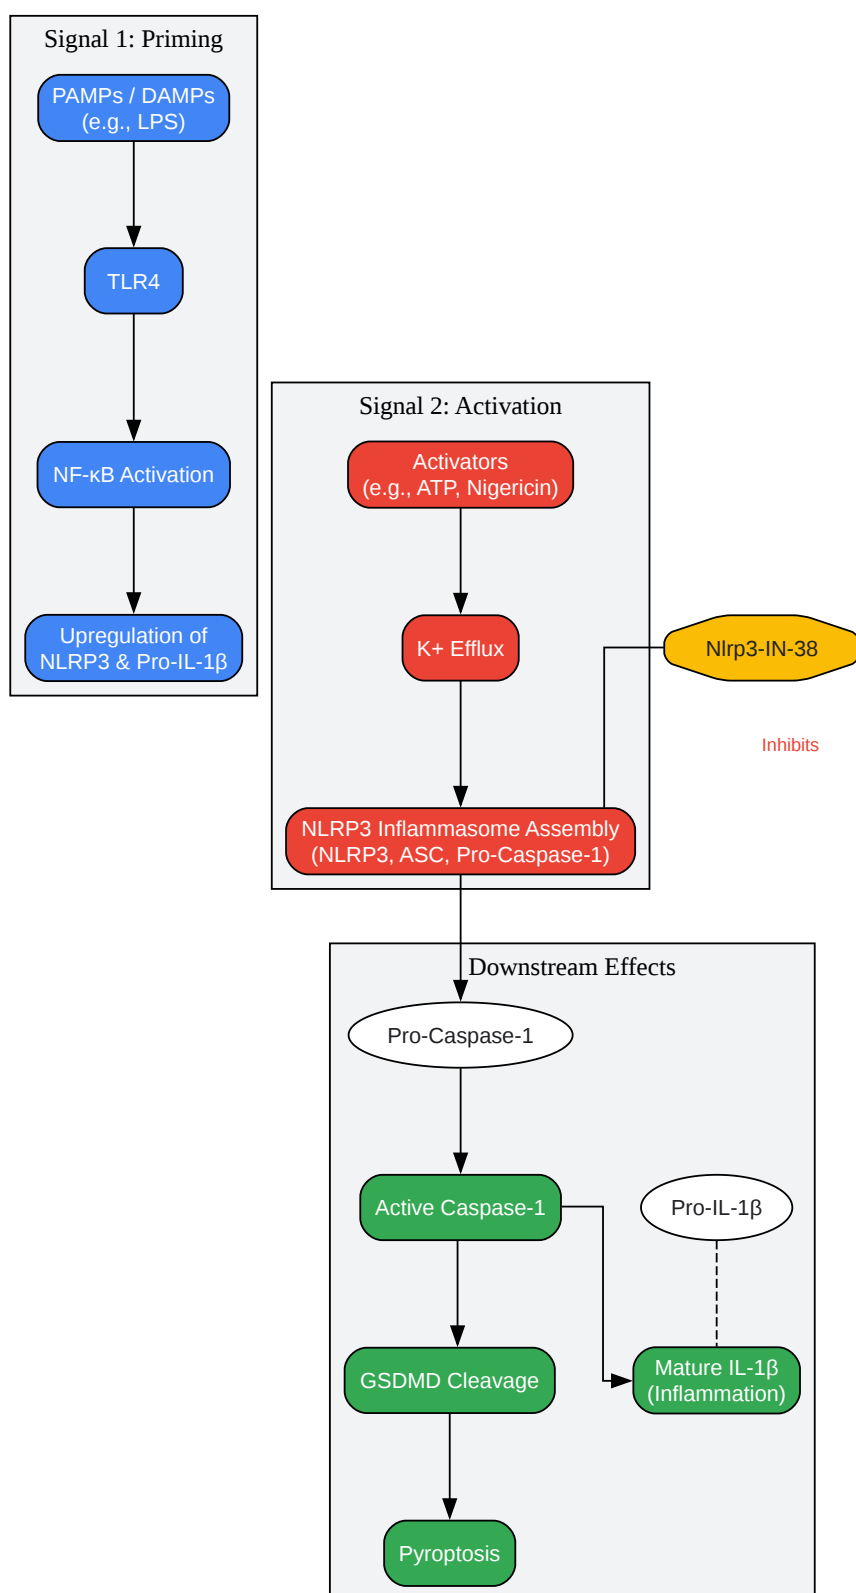 Signal 1: Priming
PAMPs / DAMPs
(e.g., LPS)
TLR4
NF-κB Activation
Upregulation of
NLRP3 & Pro-IL-1β
Signal 2: Activation
Activators
(e.g., ATP, Nigericin)
K+ Efflux
Nlrp3-IN-38
Inhibits
NLRP3 Inflammasome Assembly
(NLRP3, ASC, Pro-Caspase-1)
Downstream Effects
Pro-Caspase-1
Active Caspase-1
Pro-IL-1β
GSDMD Cleavage
Mature IL-1β
(Inflammation)
Pyroptosis